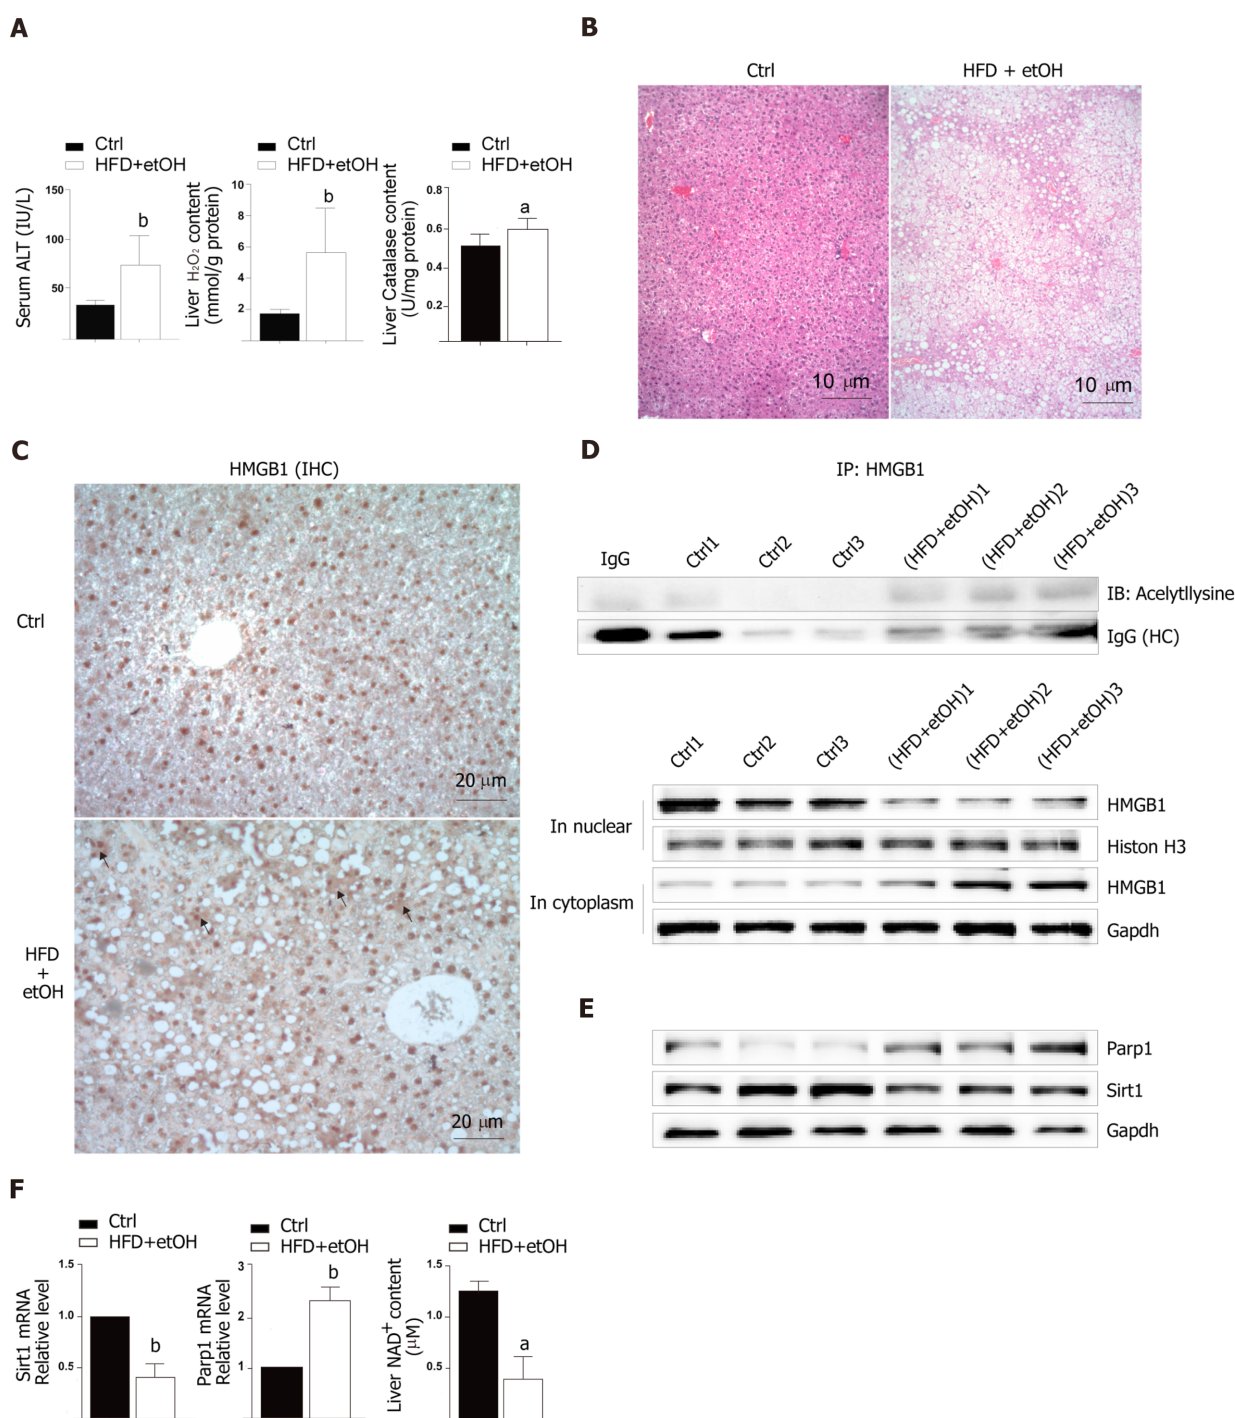 A
Ctrl
HFD+etOH
Serum ALT (IU/L)
150
100
50
b
Ctrl
HFD+etOH
Liver H₂O₂ content
(mmol/g protein)
10
8
6
4
2
b
Ctrl
HFD+etOH
Liver Catalase content
(U/mg protein)
0.8
0.6
0.4
0.2
a
B
Ctrl
HFD + etOH
10 μm
10 μm
C
HMGB1 (IHC)
Ctrl
20 μm
HFD
+
etOH
20 μm
D
IP: HMGB1
IgG
Ctrl1
Ctrl2
Ctrl3
(HFD+etOH)1
(HFD+etOH)2
(HFD+etOH)3
IB: Acelytllysine
IgG (HC)
Ctrl1
Ctrl2
Ctrl3
(HFD+etOH)1
(HFD+etOH)2
(HFD+etOH)3
In nuclear
HMGB1
Histon H3
In cytoplasm
HMGB1
Gapdh
E
Parp1
Sirt1
Gapdh
F
Ctrl
HFD+etOH
Sirt1 mRNA
Relative level
1.5
1.0
0.5
b
Ctrl
HFD+etOH
Parp1 mRNA
Relative level
3
2
1
b
Ctrl
HFD+etOH
Liver NAD⁺ content
(μM)
1.5
1.0
0.5
a